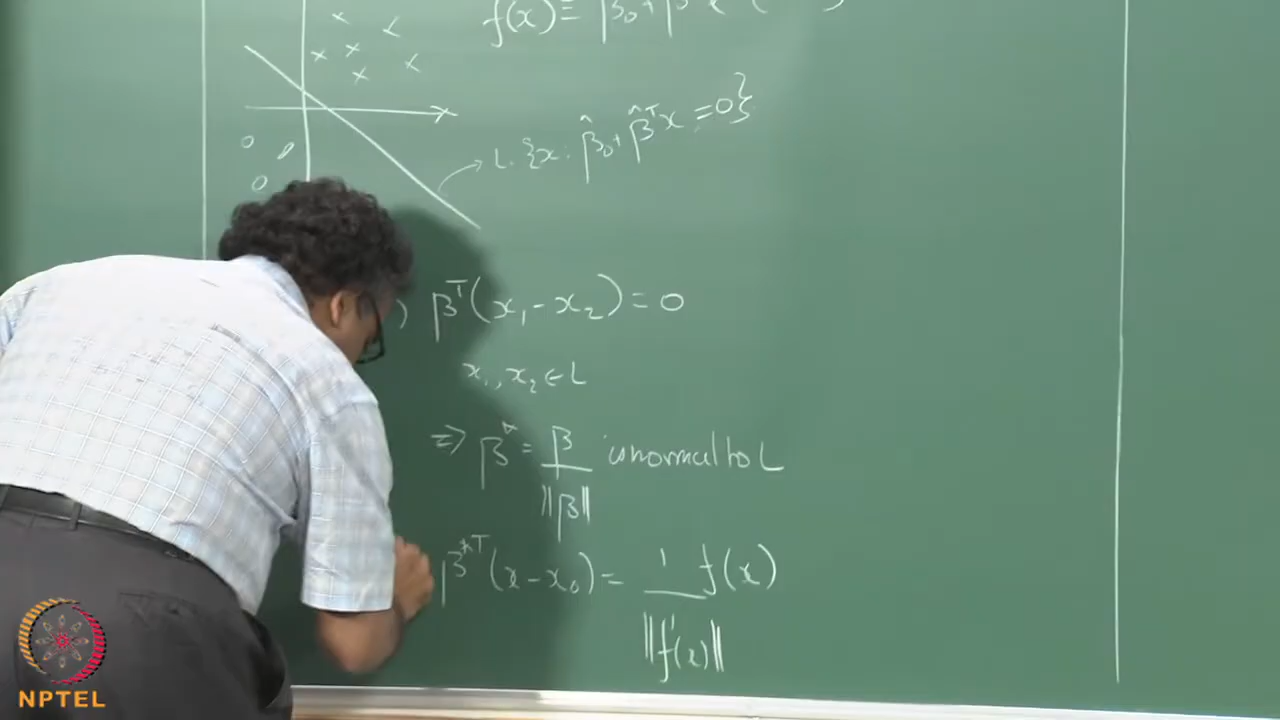 f(x) ≡ β₀ + β
L. {x : β̂₀ + β̂ᵀx = 0}
) βᵀ(x₁ - x₂) = 0
x₁, x₂ ∈ L
⇒ β* = β / ||β|| is normal to L
β*ᵀ(x - x₀) = 1 / ||f'(x)|| f(x)
NPTEL